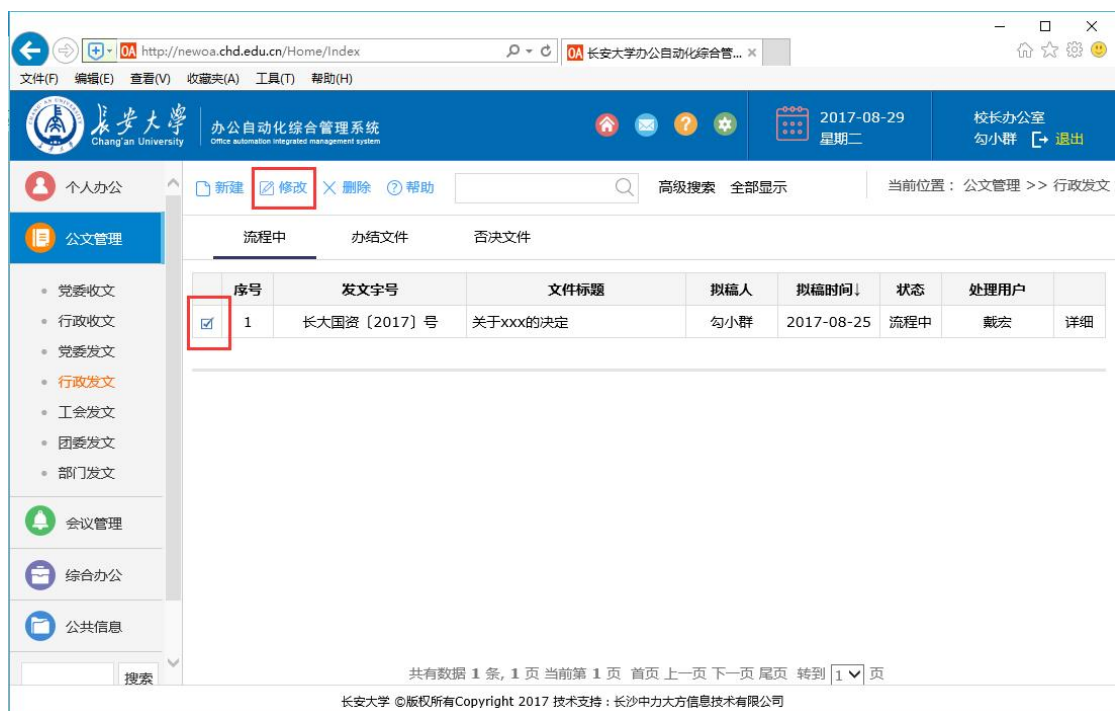 http://newoa.chd.edu.cn/Home/Index
OA 长安大学办公自动化综合管... ×
文件(F) 编辑(E) 查看(V) 收藏夹(A) 工具(T) 帮助(H)
长安大学
Chang'an University
办公自动化综合管理系统
Office automation integrated management system
2017-08-29
星期二
校长办公室
勾小群 退出
个人办公
新建 修改 删除 帮助
高级搜索 全部显示
当前位置：公文管理 >> 行政发文
公文管理
流程中 办结文件 否决文件
党委收文
行政收文
党委发文
行政发文
工会发文
团委发文
部门发文
序号 发文字号 文件标题 拟稿人 拟稿时间↓ 状态 处理用户
1 长大国资〔2017〕号 关于xxx的决定 勾小群 2017-08-25 流程中 戴宏 详细
会议管理
综合办公
公共信息
搜索
共有数据 1 条, 1 页 当前第 1 页 首页 上一页 下一页 尾页 转到 1 页
长安大学 ©版权所有Copyright 2017 技术支持：长沙中力大方信息技术有限公司